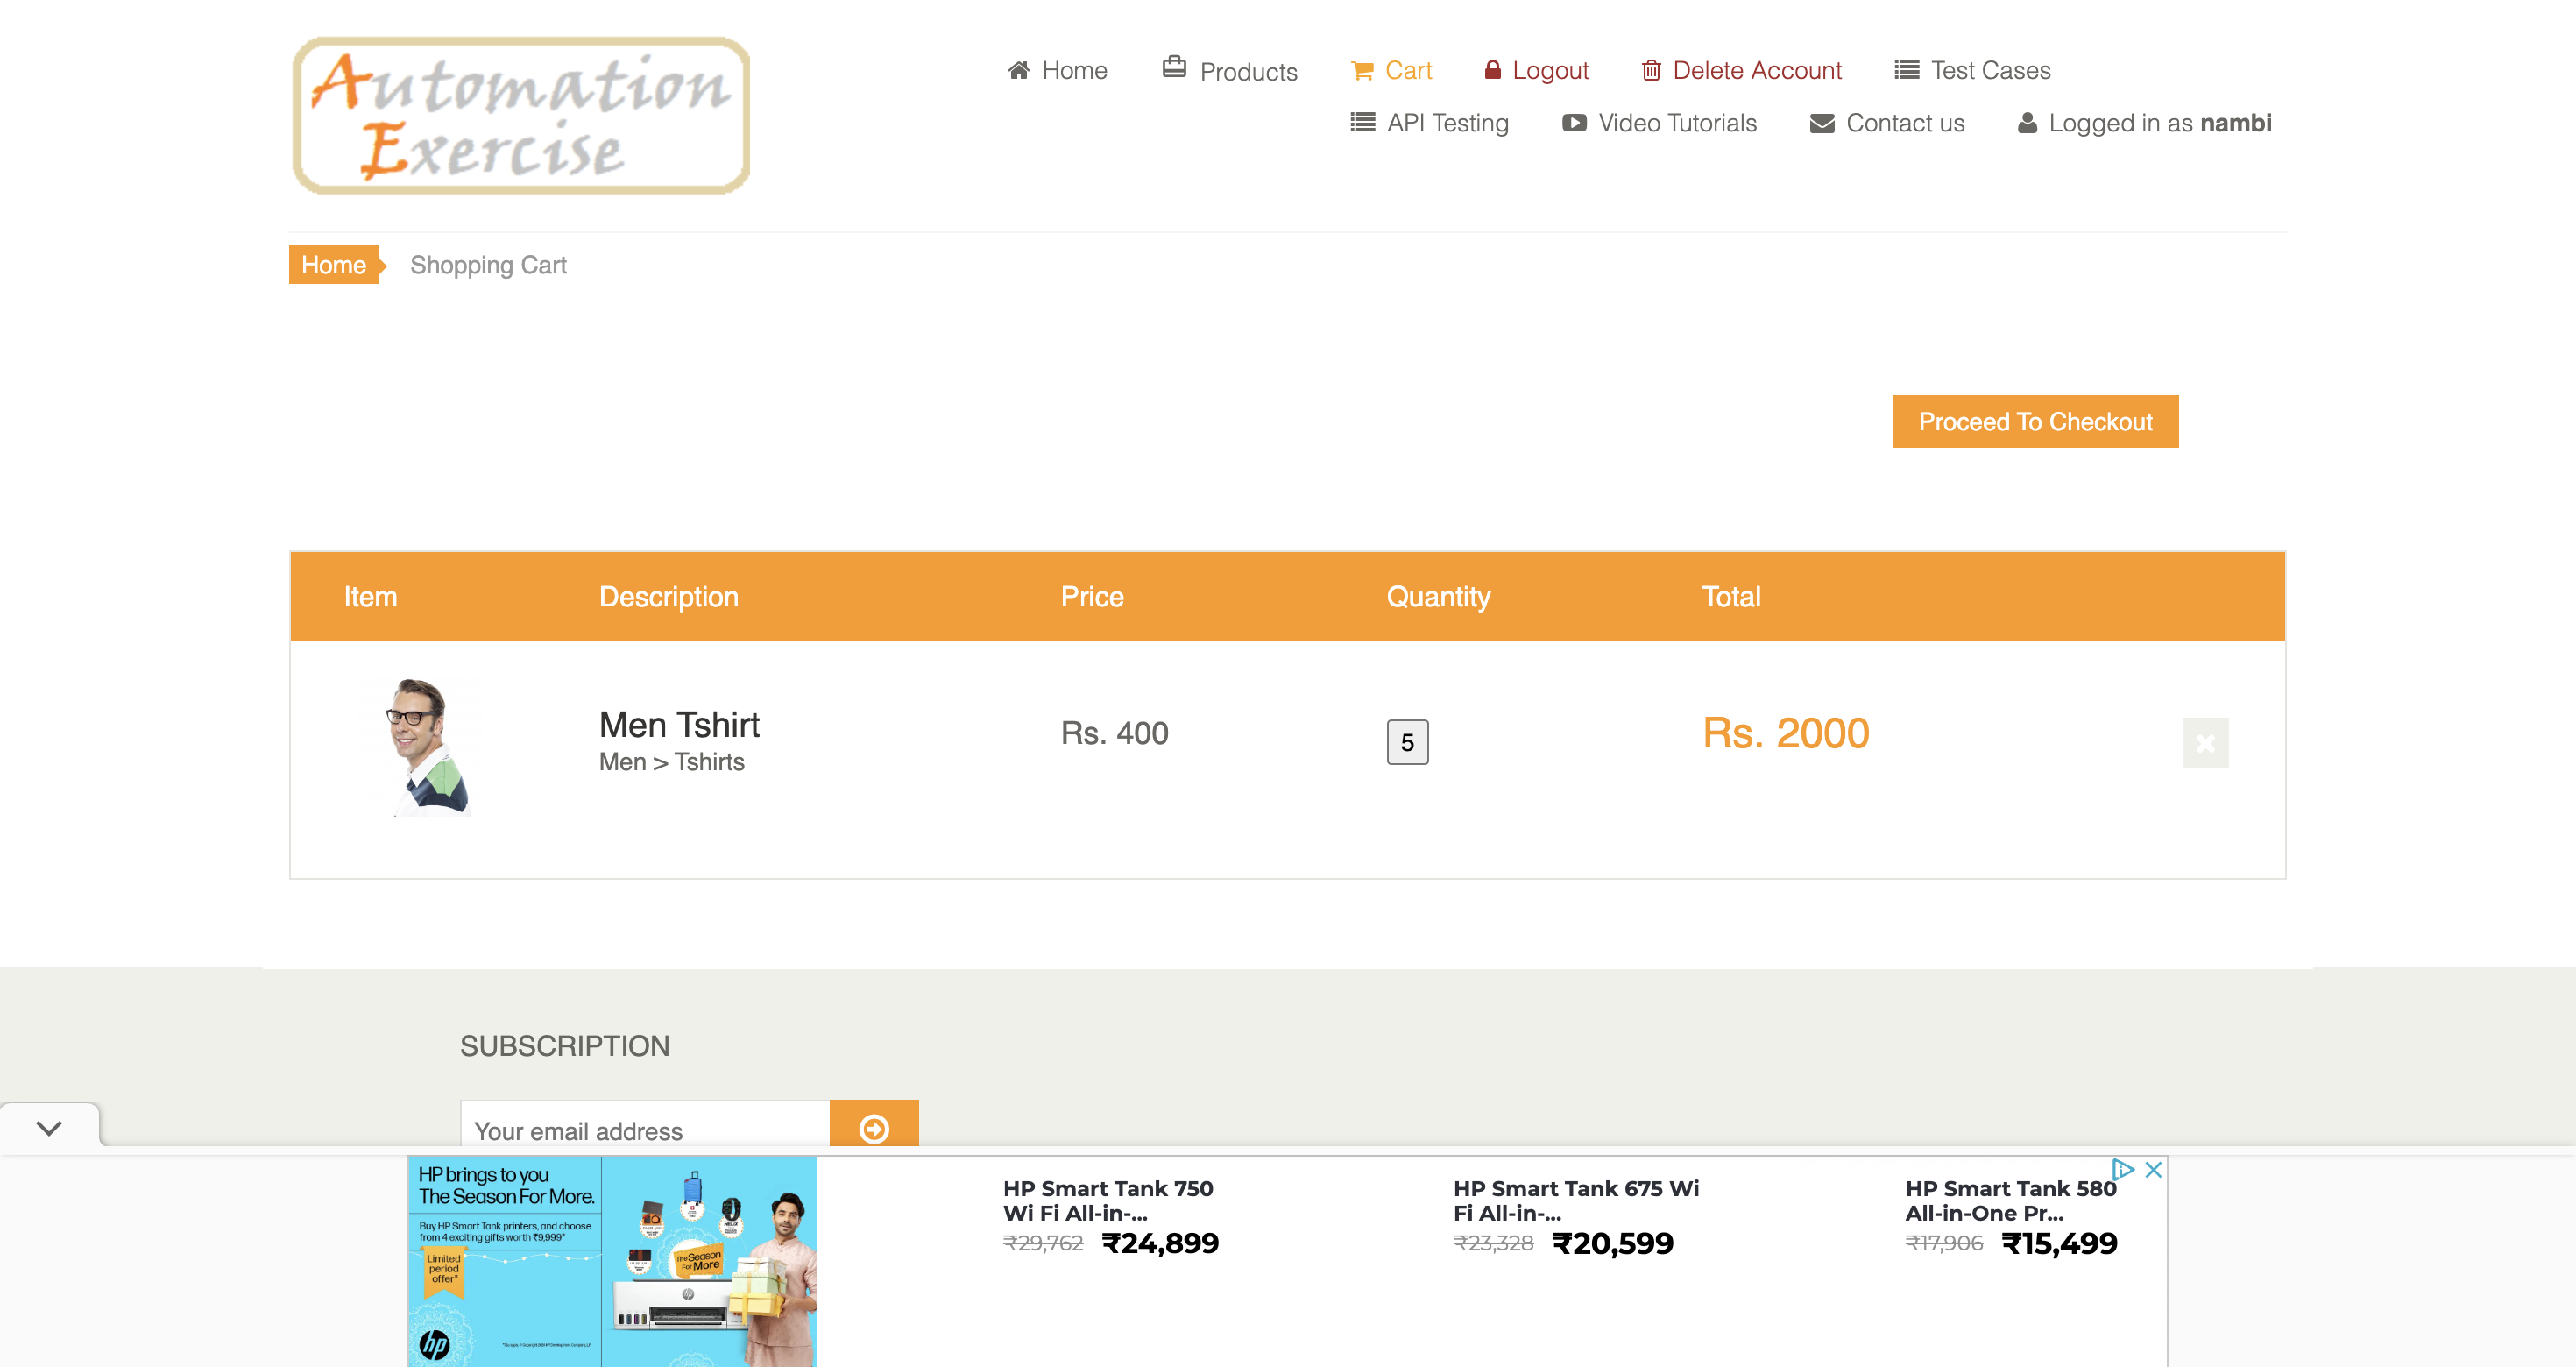 Automation
Exercise
Home Products Cart Logout Delete Account Test Cases
API Testing Video Tutorials Contact us Logged in as nambi
Home Shopping Cart
Proceed To Checkout
Item Description Price Quantity Total
Men Tshirt Rs. 400 5 Rs. 2000
Men > Tshirts
SUBSCRIPTION
Your email address
HP brings to you
The Season For More.
Buy HP Smart Tank printers, and choose
from 4 exciting gifts worth ₹9,999*
Limited
period
offer*
The Season
For More
hp
HP Smart Tank 750
Wi Fi All-in-...
₹29,762 ₹24,899
HP Smart Tank 675 Wi
Fi All-in-...
₹23,328 ₹20,599
HP Smart Tank 580
All-in-One Pr...
₹17,906 ₹15,499